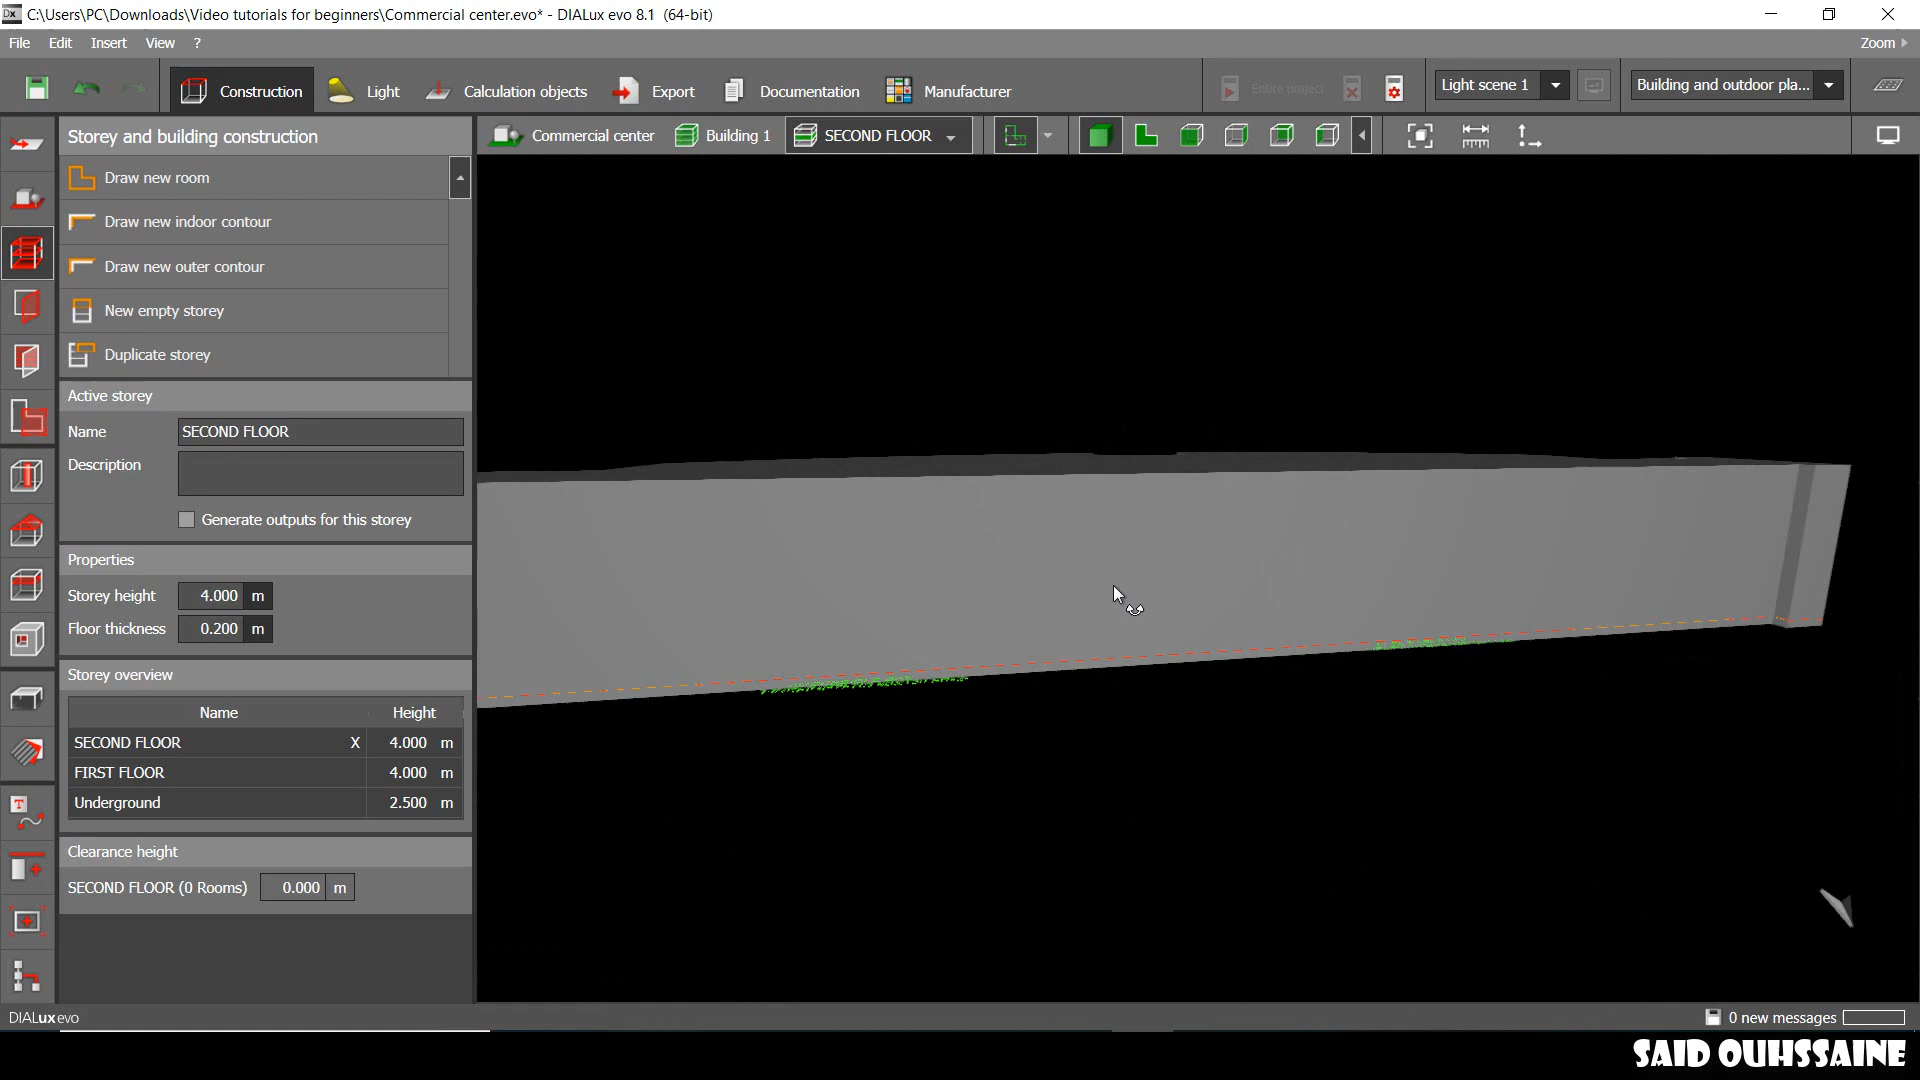 C:\Users\PC\Downloads\Video tutorials for beginners\Commercial center.evo* - DIALux evo 8.1 (64-bit)
File Edit Insert View ? Zoom
Construction Light Calculation objects Export Documentation Manufacturer Entire project Light scene 1 Building and outdoor pla...
Storey and building construction
Commercial center Building 1 SECOND FLOOR
Draw new room
Draw new indoor contour
Draw new outer contour
New empty storey
Duplicate storey
Active storey
Name SECOND FLOOR
Description
Generate outputs for this storey
Properties
Storey height 4.000 m
Floor thickness 0.200 m
Storey overview
Name Height
SECOND FLOOR X 4.000 m
FIRST FLOOR 4.000 m
Underground 2.500 m
Clearance height
SECOND FLOOR (0 Rooms) 0.000 m
DIALux evo 0 new messages
SAID OUHSSAINE